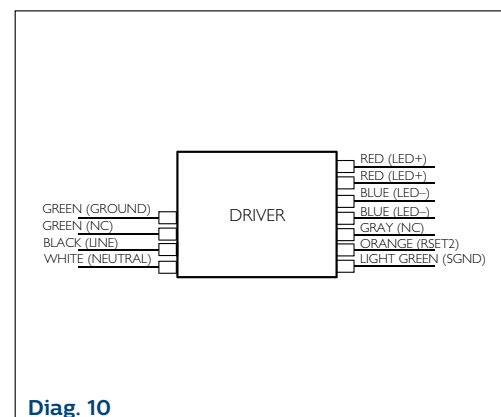 GREEN (GROUND)
GREEN (NC)
BLACK (LINE)
WHITE (NEUTRAL)
DRIVER
RED (LED+)
RED (LED+)
BLUE (LED–)
BLUE (LED–)
GRAY (NC)
ORANGE (RSET2)
LIGHT GREEN (SGND)
Diag. 10